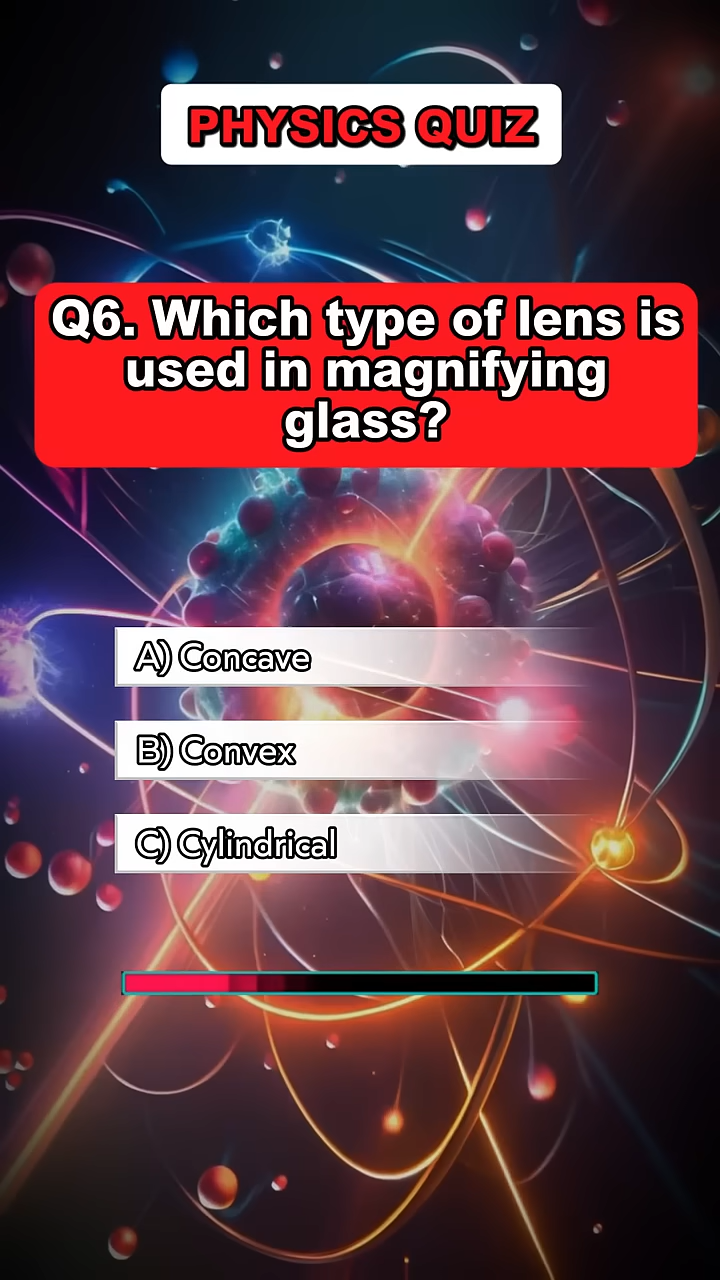 PHYSICS QUIZ
Q6. Which type of lens is
used in magnifying
glass?
A) Concave
B) Convex
C) Cylindrical